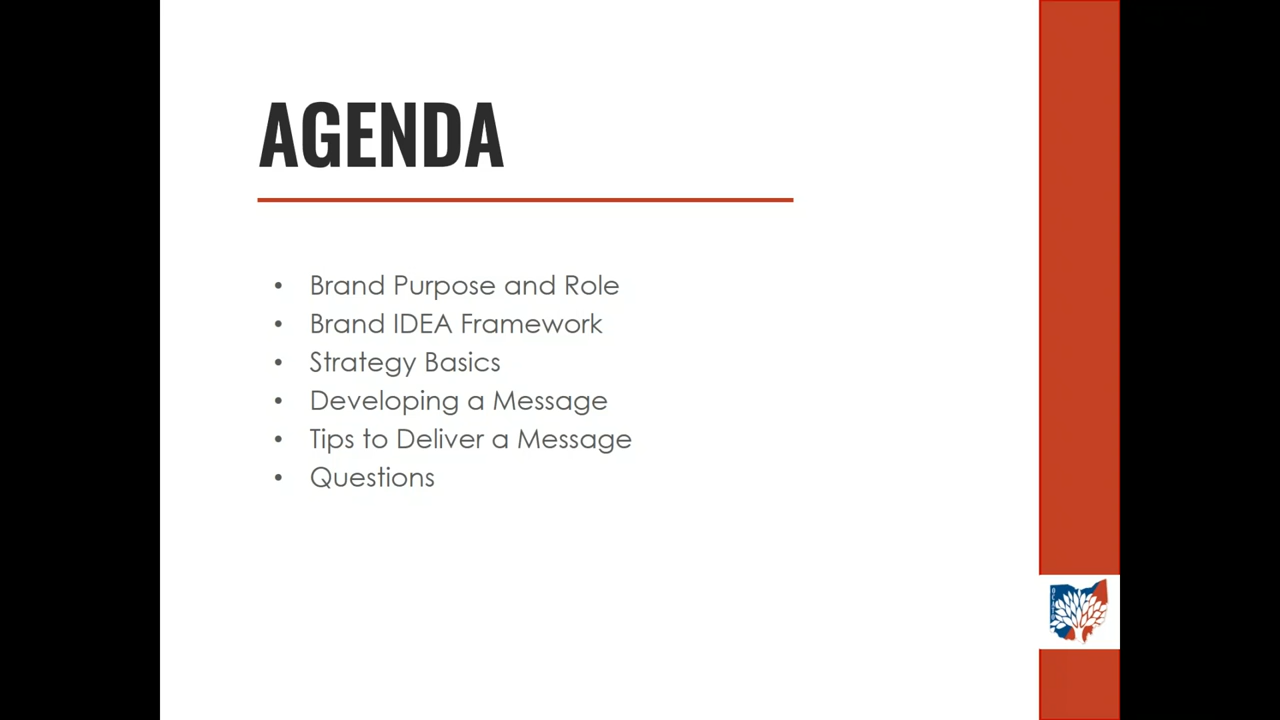 AGENDA
• Brand Purpose and Role
• Brand IDEA Framework
• Strategy Basics
• Developing a Message
• Tips to Deliver a Message
• Questions